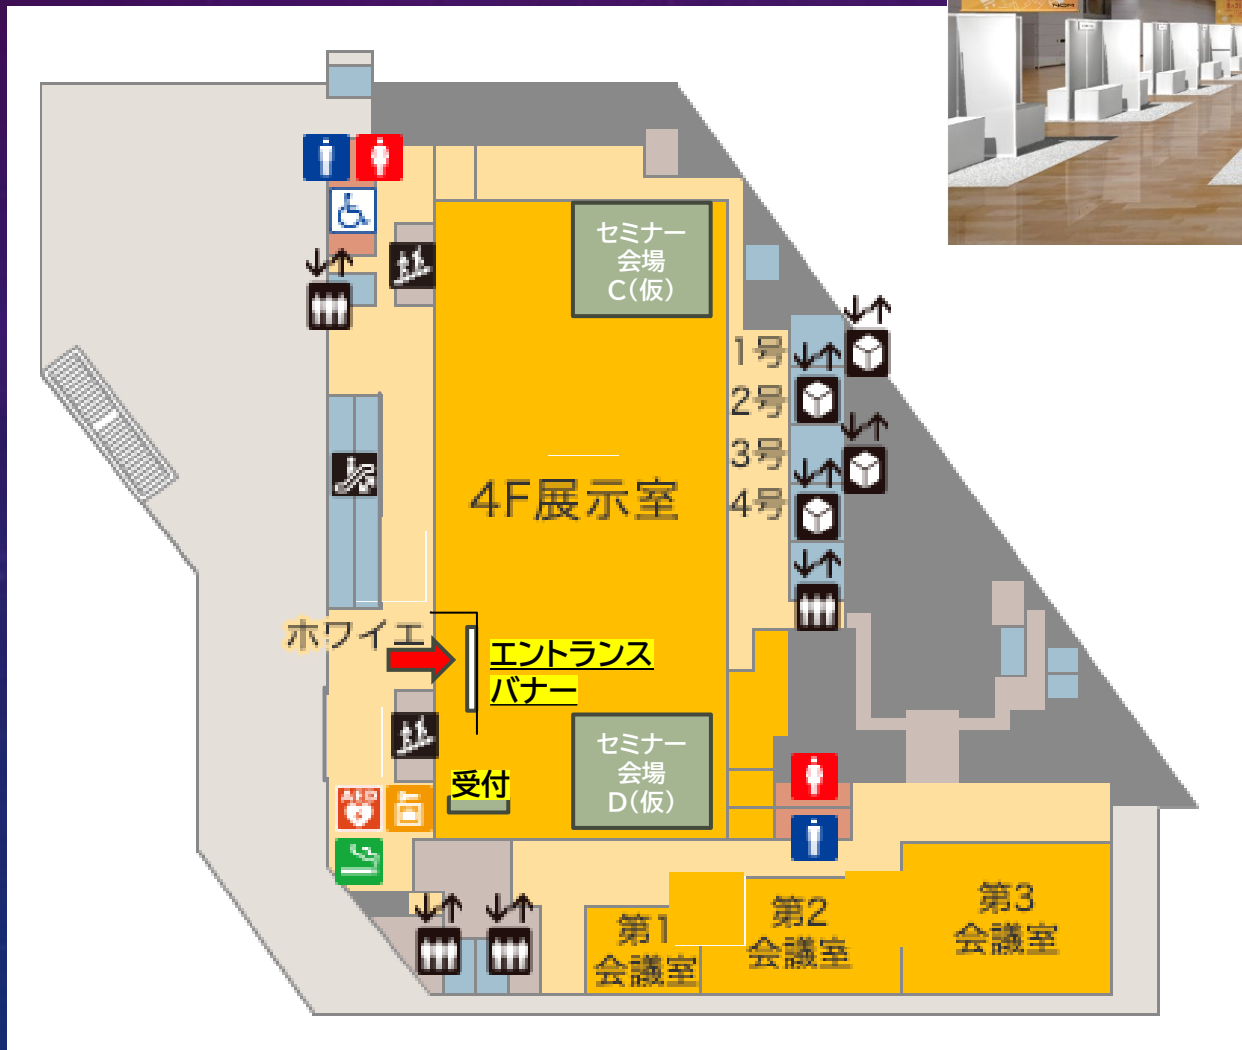 セミナー
会場
C(仮)
1号
2号
3号
4号
4F展示室
ホワイエ
エントランス
バナー
セミナー
会場
D(仮)
受付
AED
第1
会議室
第2
会議室
第3
会議室